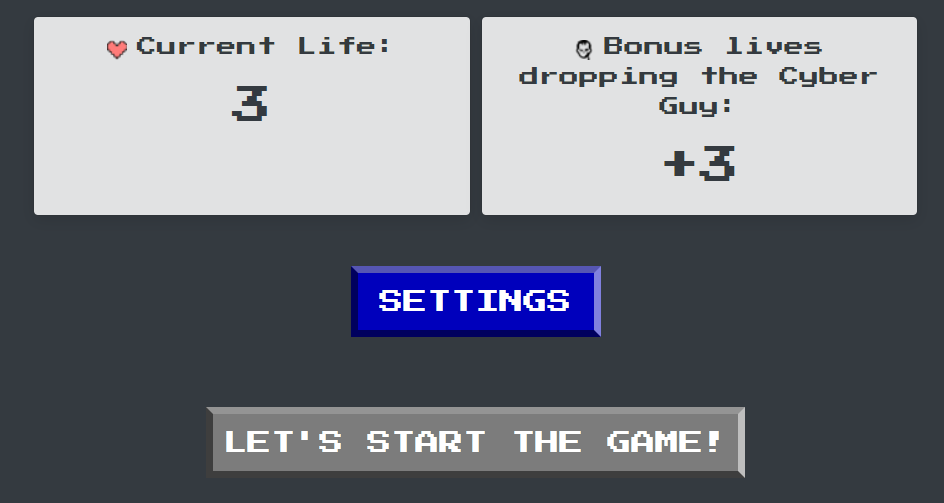 Current Life:
3
Bonus lives
dropping the Cyber
Guy:
+3
SETTINGS
LET'S START THE GAME!